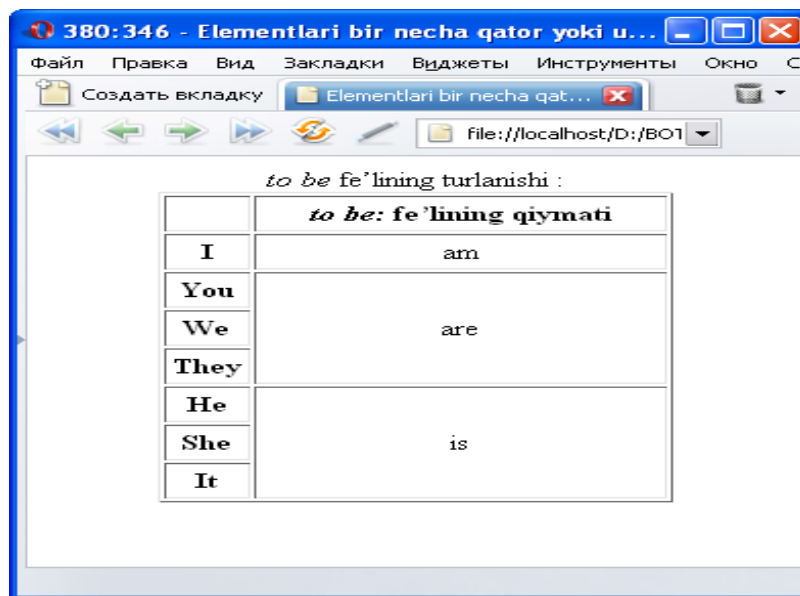 380:346 - Elementlari bir necha qator yoki u...
Файл Правка Вид Закладки Виджеты Инструменты Окно С
Создать вкладку Elementlari bir necha qat...
file://localhost/D:/BO
to be fe’lining turlanishi :
to be: fe’lining qiymati
I am
You
We are
They
He
She is
It